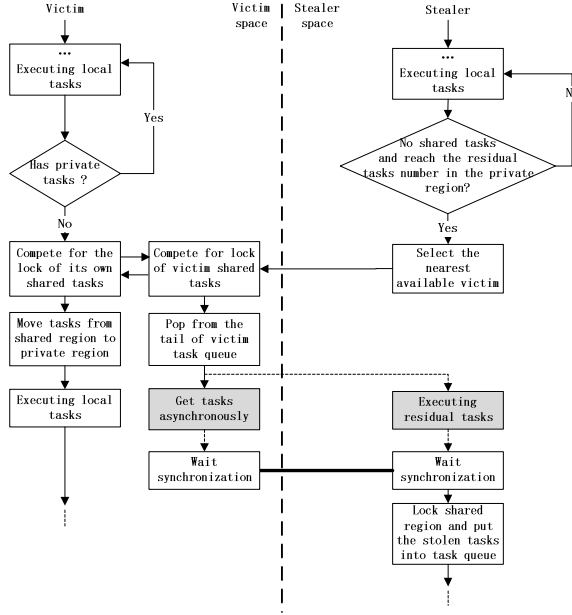 Victim
Victim space
Stealer space
Stealer
...
Executing local
tasks
Yes
Has private
tasks ?
No
...
Executing local
tasks
N
No shared tasks
and reach the residual
tasks number in the private
region?
Yes
Compete for the
lock of its own
shared tasks
Compete for lock
of victim shared
tasks
Select the
nearest
available victim
Move tasks from
shared region to
private region
Pop from the
tail of victim
task queue
Executing local
tasks
Get tasks
asynchronously
Executing
residual tasks
Wait
synchronization
Wait
synchronization
Lock shared
region and put
the stolen tasks
into task queue